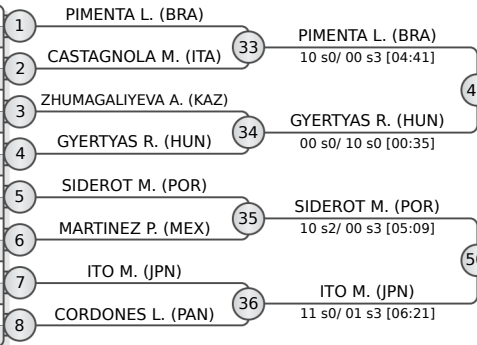 1 PIMENTA L. (BRA)
2 CASTAGNOLA M. (ITA)
33 PIMENTA L. (BRA)
10 s0/ 00 s3 [04:41]
3 ZHUMAGALIYEVA A. (KAZ)
4 GYERTYAS R. (HUN)
34 GYERTYAS R. (HUN)
00 s0/ 10 s0 [00:35]
5 SIDEROT M. (POR)
6 MARTINEZ P. (MEX)
35 SIDEROT M. (POR)
10 s2/ 00 s3 [05:09]
7 ITO M. (JPN)
8 CORDONES L. (PAN)
36 ITO M. (JPN)
11 s0/ 01 s3 [06:21]